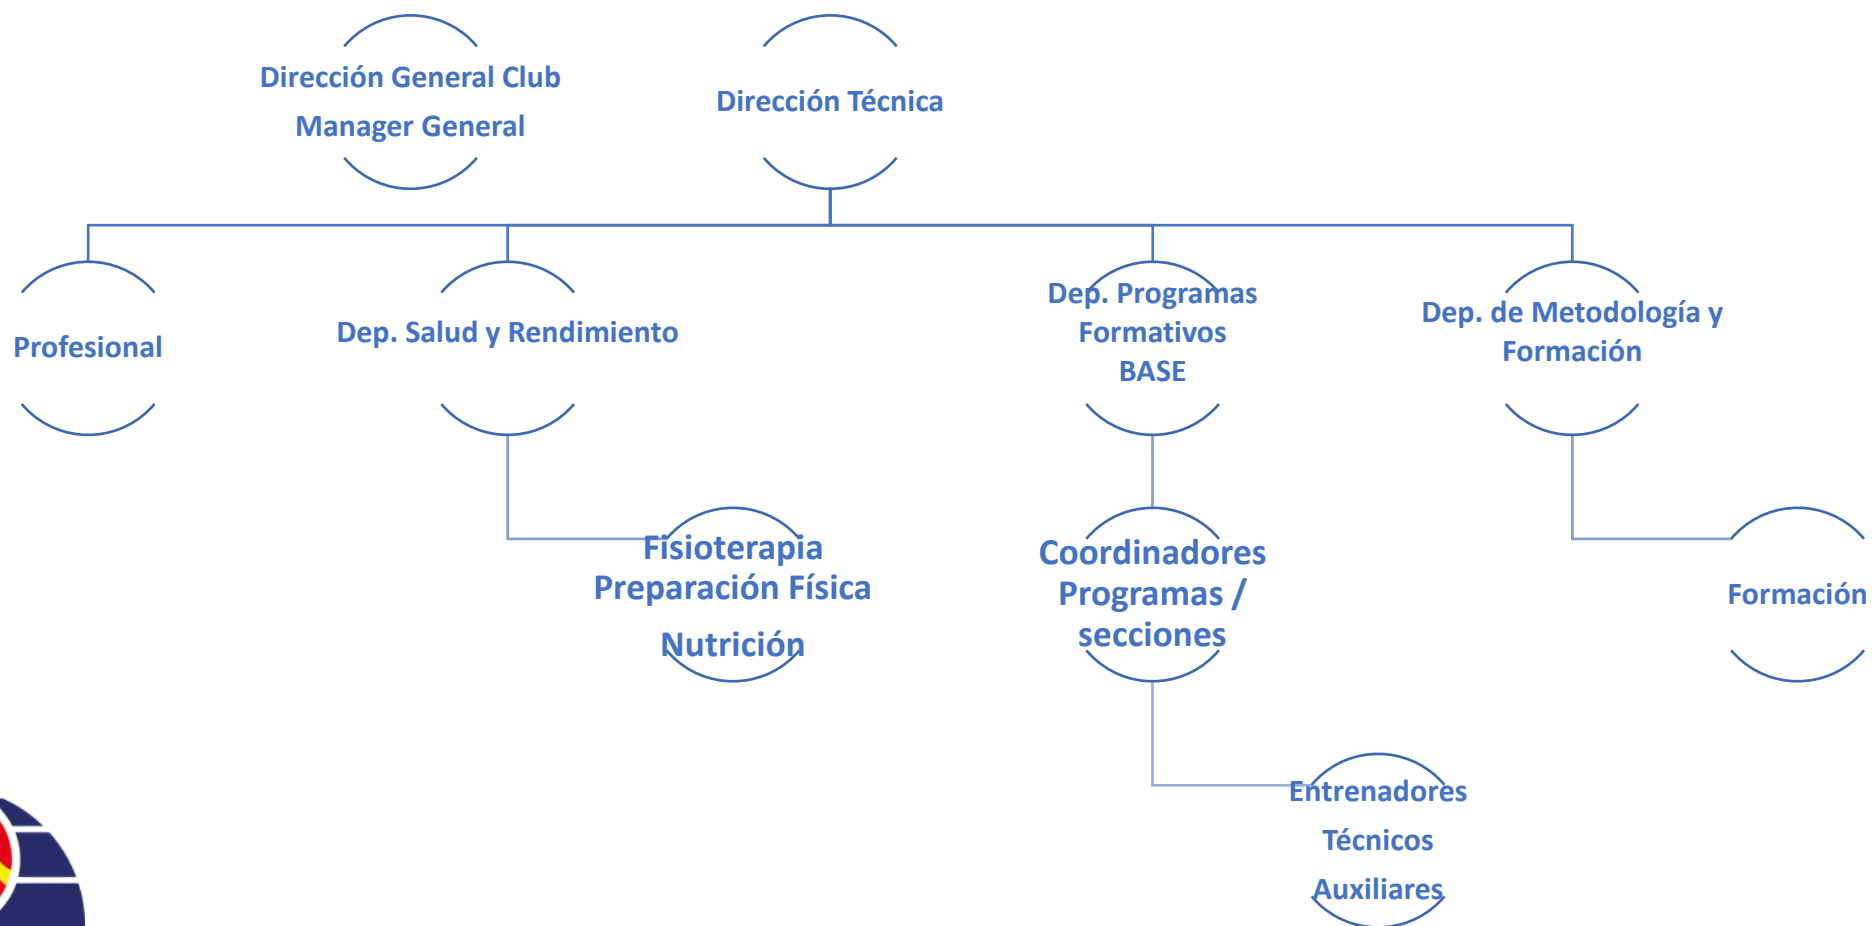 Dirección General Club
Manager General
Dirección Técnica
Profesional
Dep. Salud y Rendimiento
Dep. Programas
Formativos
BASE
Dep. de Metodología y
Formación
Fisioterapia
Preparación Física
Nutrición
Coordinadores
Programas /
secciones
Formación
Entrenadores
Técnicos
Auxiliares